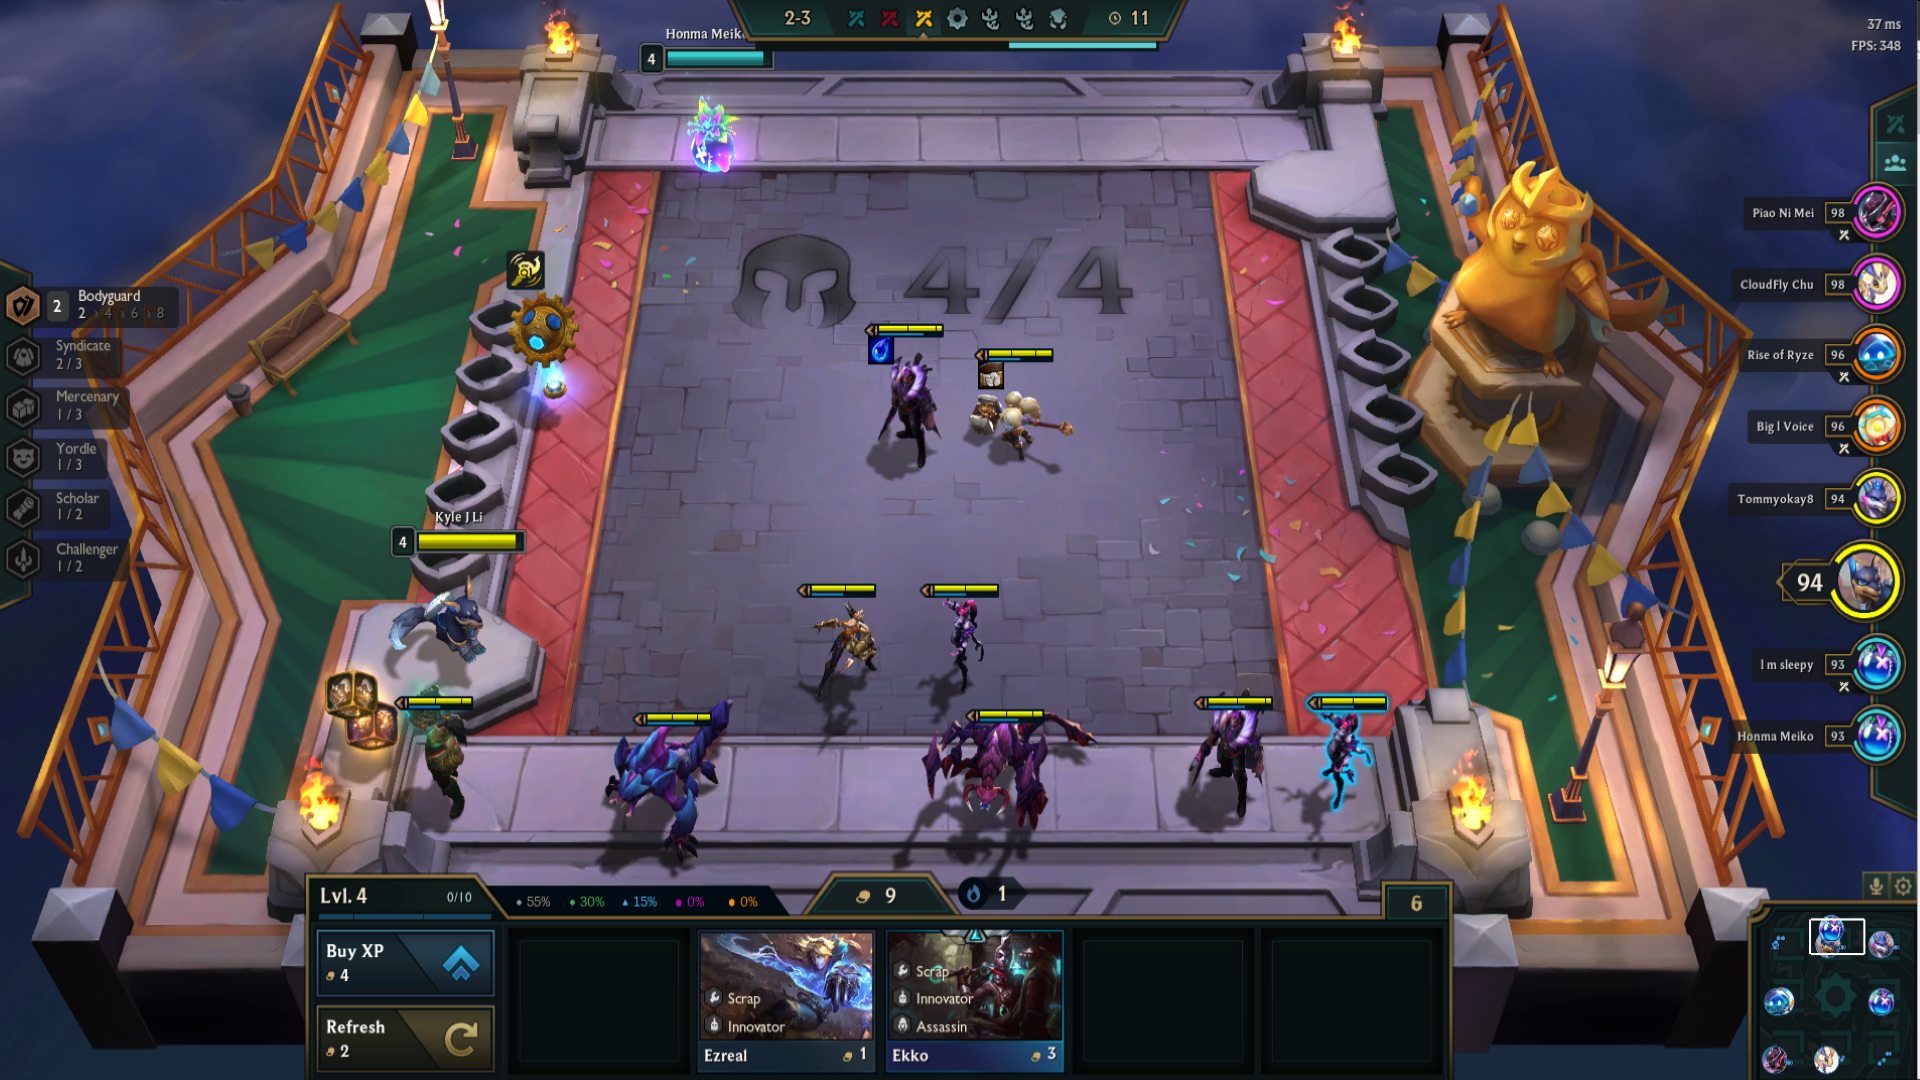 2-3
11
37 ms
FPS: 348
Honma Meiko
4
4/4
2
Bodyguard
2 › 4 › 6 › 8
Syndicate
2 / 3
Mercenary
1 / 3
Yordle
1 / 3
Scholar
1 / 2
Challenger
1 / 2
Kyle J Li
4
Piao Ni Mei 98
CloudFly Chu 98
Rise of Ryze 96
Big l Voice 96
Tommyokay8 94
94
I m sleepy 93
Honma Meiko 93
Lvl. 4
0/10
55%
30%
15%
0%
0%
9
1
6
Buy XP
4
Refresh
2
Scrap
Innovator
Ezreal
1
Scrap
Innovator
Assassin
Ekko
3